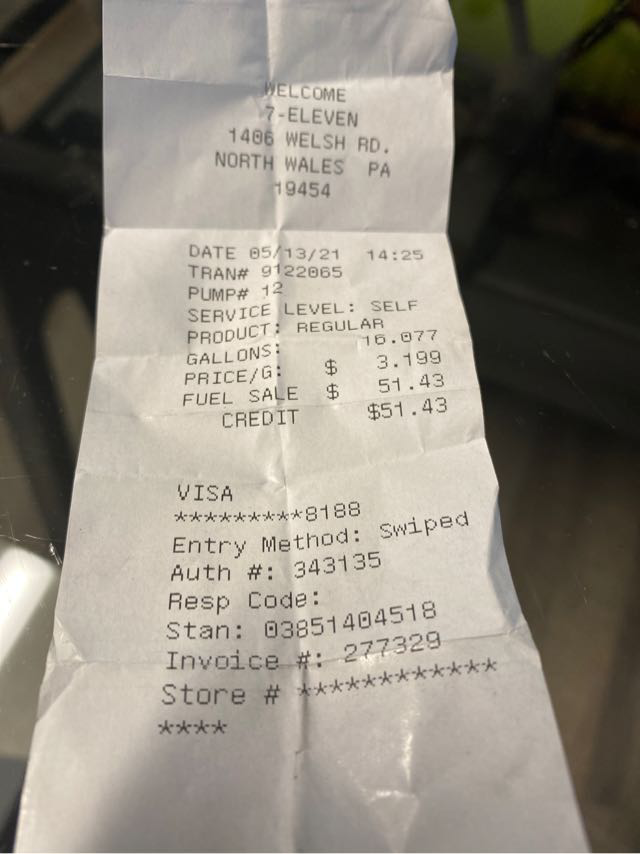 WELCOME
7-ELEVEN
1406 WELSH RD.
NORTH WALES PA
19454
DATE 05/13/21 14:25
TRAN# 9122065
PUMP# 12
SERVICE LEVEL: SELF
PRODUCT: REGULAR
GALLONS: 16.077
PRICE/G: $ 3.199
FUEL SALE $ 51.43
CREDIT $51.43
VISA
*********8188
Entry Method: Swiped
Auth #: 343135
Resp Code:
Stan: 03851404518
Invoice #: 277329
Store # ************
****